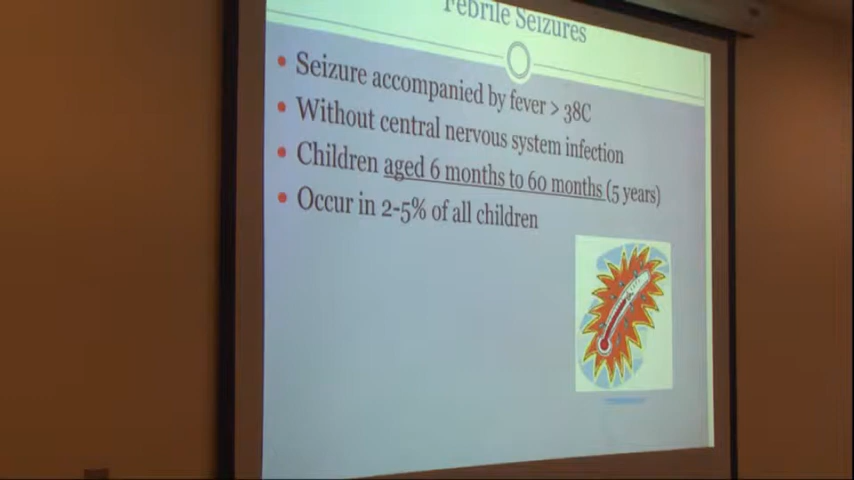 Febrile Seizures
Seizure accompanied by fever > 38C
Without central nervous system infection
Children aged 6 months to 60 months (5 years)
Occur in 2-5% of all children